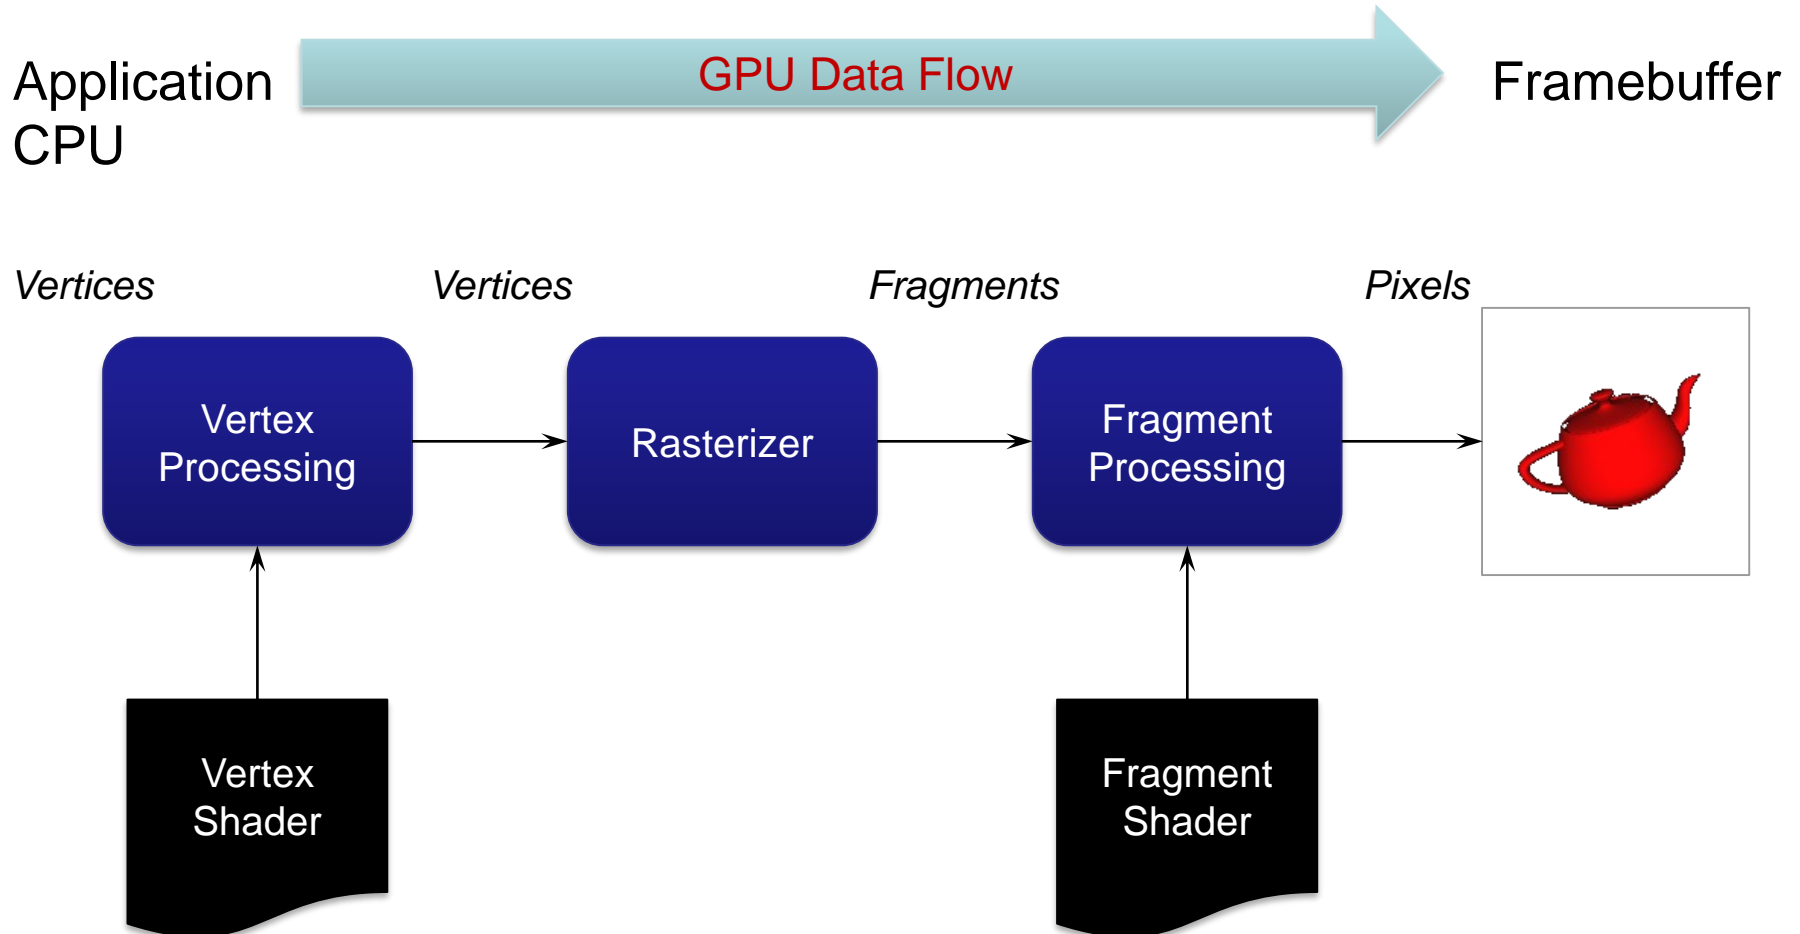 Application
CPU
GPU Data Flow
Framebuffer
Vertices
Vertices
Fragments
Pixels
Vertex
Processing
Rasterizer
Fragment
Processing
Vertex
Shader
Fragment
Shader